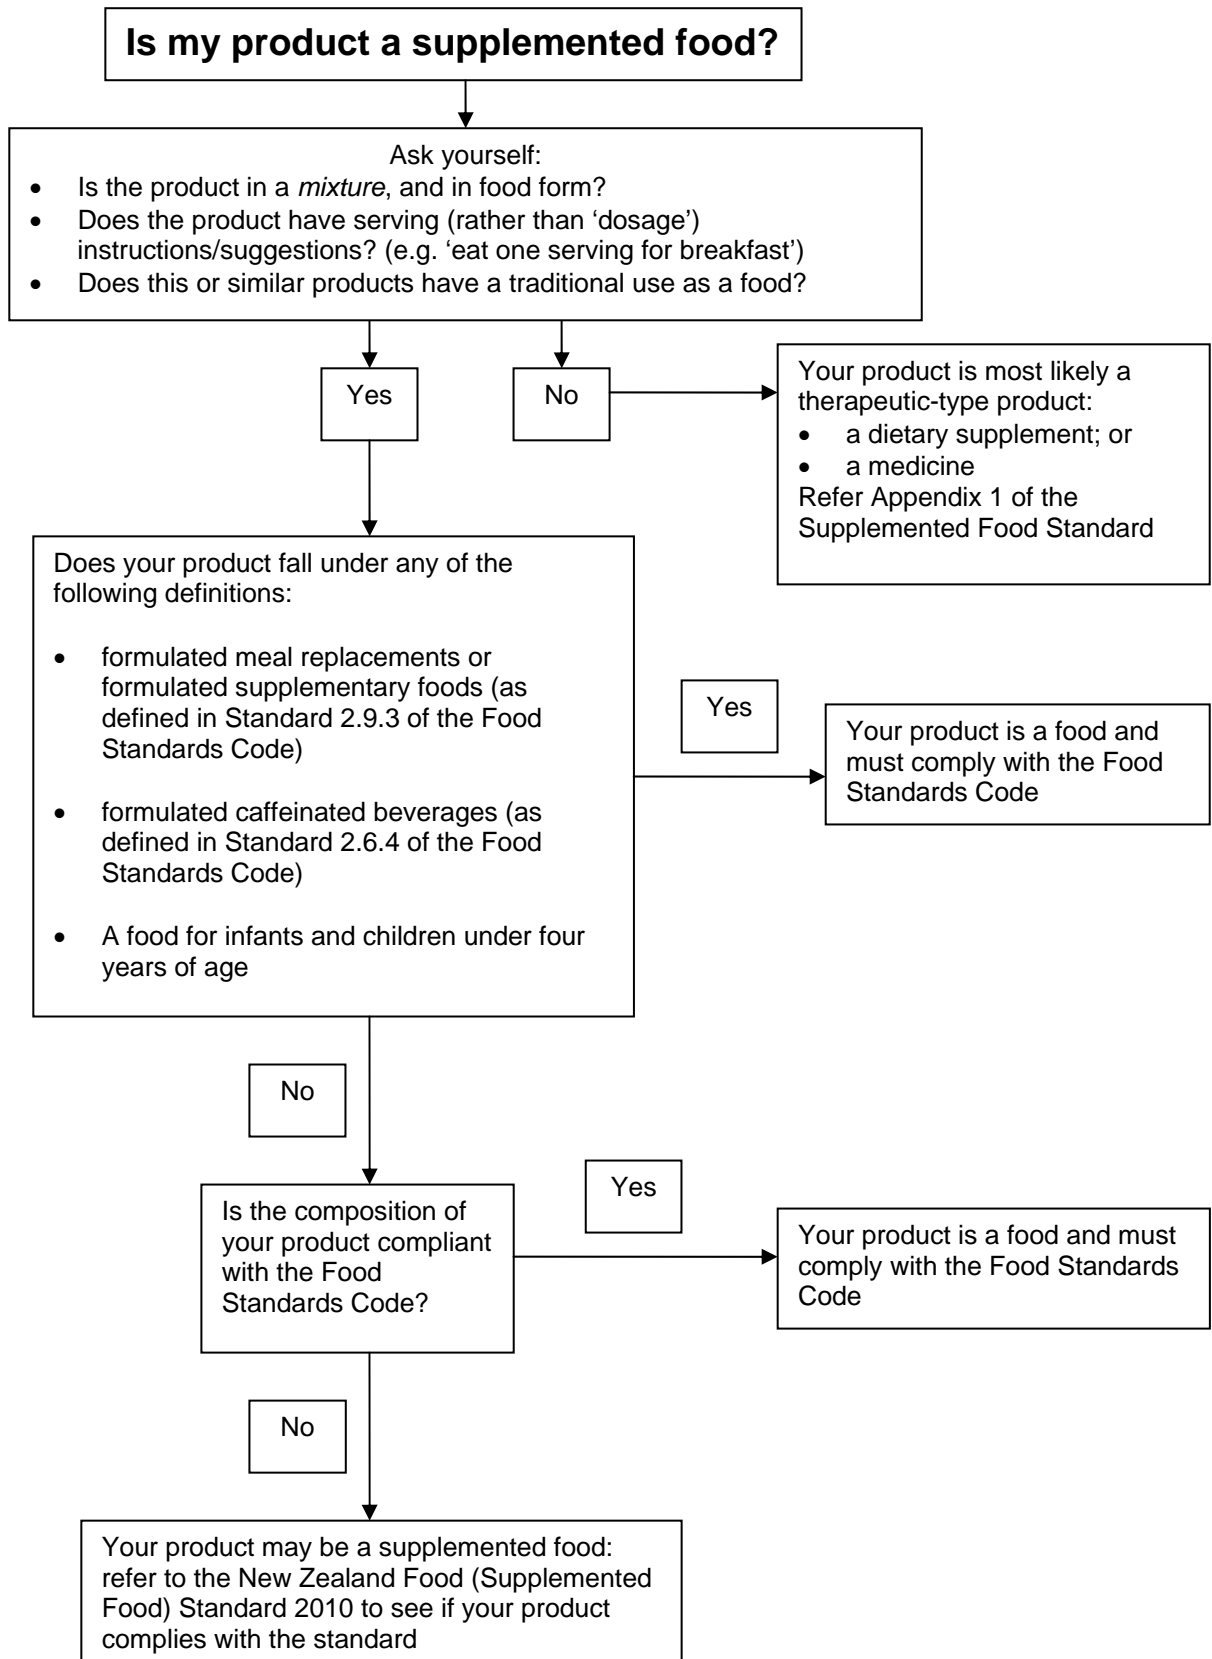 Is my product a supplemented food?
Ask yourself:
• Is the product in a mixture, and in food form?
• Does the product have serving (rather than ‘dosage’)
instructions/suggestions? (e.g. ‘eat one serving for breakfast’)
• Does this or similar products have a traditional use as a food?
Yes
No
Your product is most likely a
therapeutic-type product:
• a dietary supplement; or
• a medicine
Refer Appendix 1 of the
Supplemented Food Standard
Does your product fall under any of the
following definitions:
• formulated meal replacements or
formulated supplementary foods (as
defined in Standard 2.9.3 of the Food
Standards Code)
• formulated caffeinated beverages (as
defined in Standard 2.6.4 of the Food
Standards Code)
• A food for infants and children under four
years of age
Yes
Your product is a food and
must comply with the Food
Standards Code
No
Is the composition of
your product compliant
with the Food
Standards Code?
Yes
Your product is a food and must
comply with the Food Standards
Code
No
Your product may be a supplemented food:
refer to the New Zealand Food (Supplemented
Food) Standard 2010 to see if your product
complies with the standard